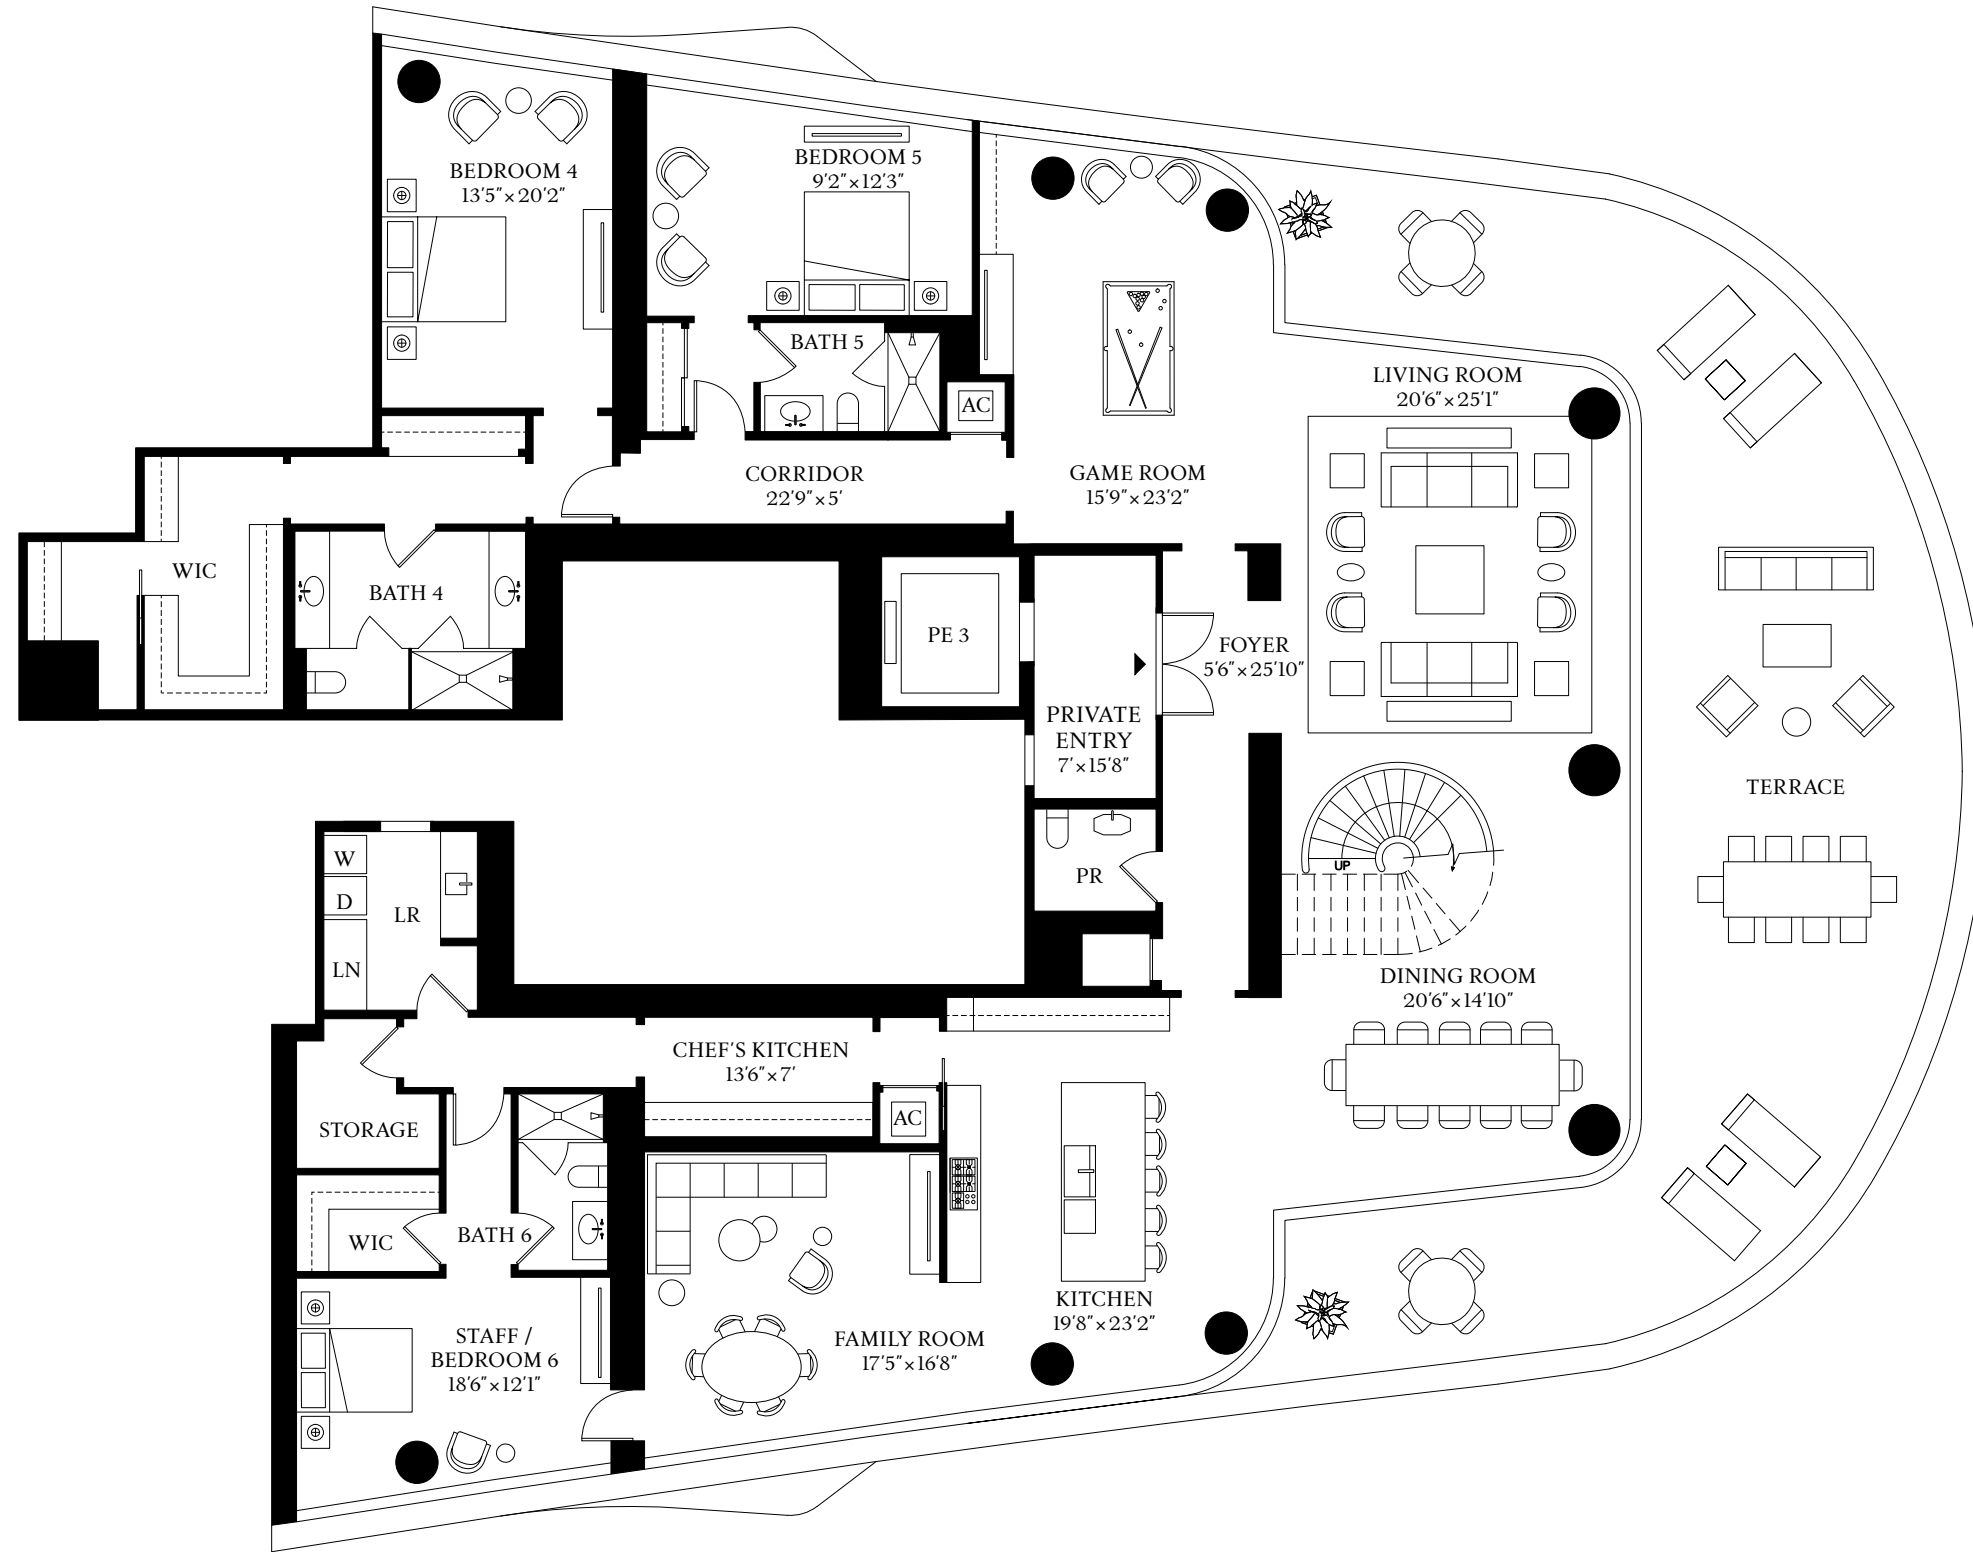 BEDROOM 4
13'5"×20'2"
BEDROOM 5
9'2"×12'3"
BATH 5
AC
LIVING ROOM
20'6"×25'1"
CORRIDOR
22'9"×5'
GAME ROOM
15'9"×23'2"
WIC
BATH 4
PE 3
FOYER
5'6"×25'10"
PRIVATE
ENTRY
7'×15'8"
TERRACE
W
D
LR
LN
PR
UP
DINING ROOM
20'6"×14'10"
CHEF'S KITCHEN
13'6"×7'
AC
STORAGE
WIC
BATH 6
KITCHEN
19'8"×23'2"
STAFF /
BEDROOM 6
18'6"×12'1"
FAMILY ROOM
17'5"×16'8"